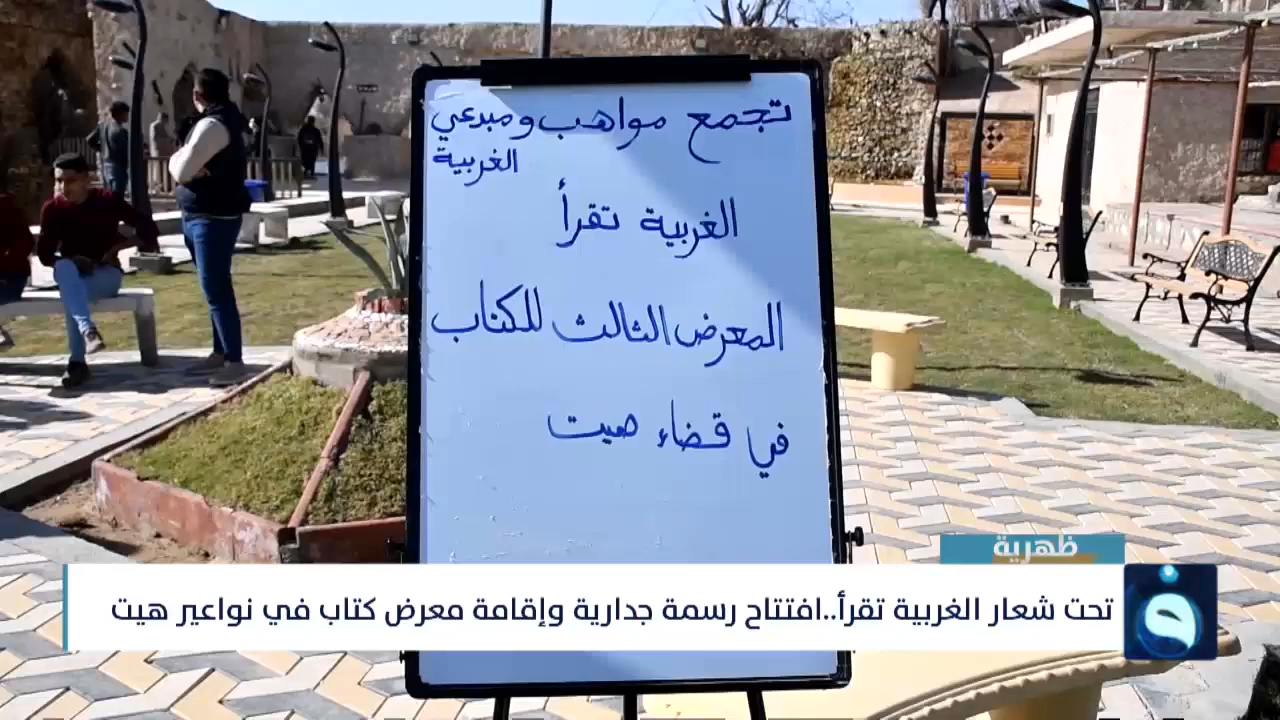 تجمع مواهب ومبدعي
الغربية
الغربية تقرأ
المعرض الثالث للكتاب
في قضاء هيت
ظهرية
تحت شعار الغربية تقرأ..افتتاح رسمة جدارية وإقامة معرض كتاب في نواعير هيت